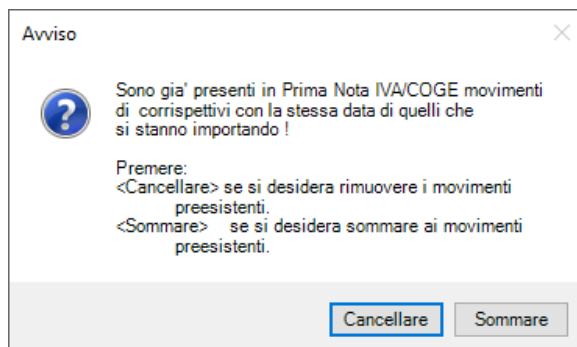 Avviso
Sono gia' presenti in Prima Nota IVA/COGE movimenti
di corrispettivi con la stessa data di quelli che
si stanno importando !
Premere:
<Cancellare> se si desidera rimuovere i movimenti
preesistenti.
<Sommare> se si desidera sommare ai movimenti
preesistenti.
Cancellare
Sommare